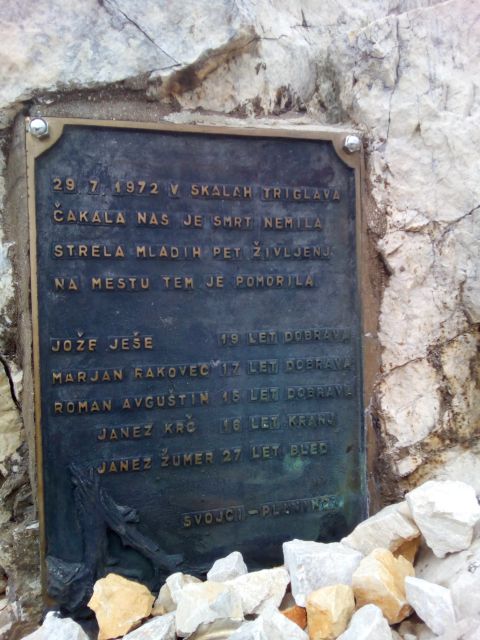 29.7.1972 V SKALAH TRIGLAVA
ČAKALA NAS JE SMRT NEMILA
STRELA MLADIH PET ŽIVLJENJ
NA MESTU TEM JE POMORILA
JOŽE JEŠE 19 LET DOBRAVA
MARJAN RAKOVEC 17 LET DOBRAVA
ROMAN AVGUŠTIN 15 LET DOBRAVA
JANEZ KRČ 18 LET KRANJ
JANEZ ŽUMER 27 LET BLED
SVOJCI - PLANINCI